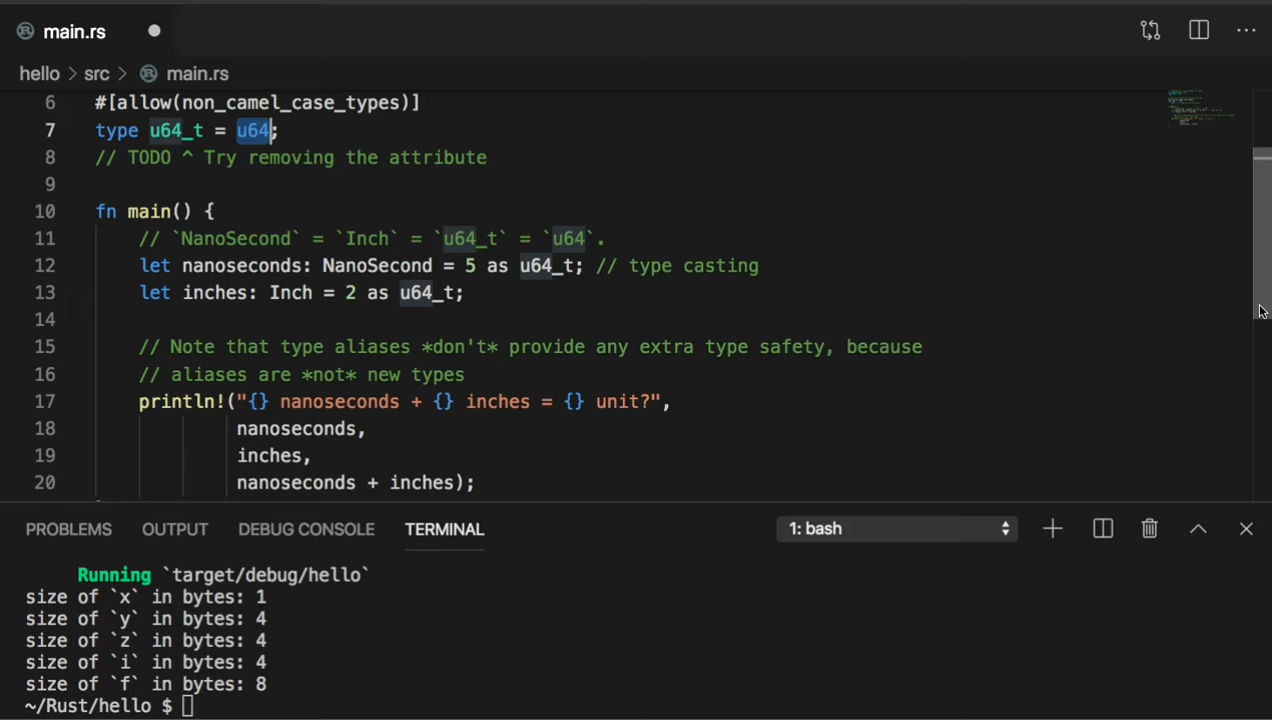 main.rs
hello > src > main.rs
6 #[allow(non_camel_case_types)]
7 type u64_t = u64;
8 // TODO ^ Try removing the attribute
9
10 fn main() {
11 // `NanoSecond` = `Inch` = `u64_t` = `u64`.
12 let nanoseconds: NanoSecond = 5 as u64_t; // type casting
13 let inches: Inch = 2 as u64_t;
14
15 // Note that type aliases *don't* provide any extra type safety, because
16 // aliases are *not* new types
17 println!("{} nanoseconds + {} inches = {} unit?",
18 nanoseconds,
19 inches,
20 nanoseconds + inches);
PROBLEMS OUTPUT DEBUG CONSOLE TERMINAL 1: bash
Running `target/debug/hello`
size of `x` in bytes: 1
size of `y` in bytes: 4
size of `z` in bytes: 4
size of `i` in bytes: 4
size of `f` in bytes: 8
~/Rust/hello $